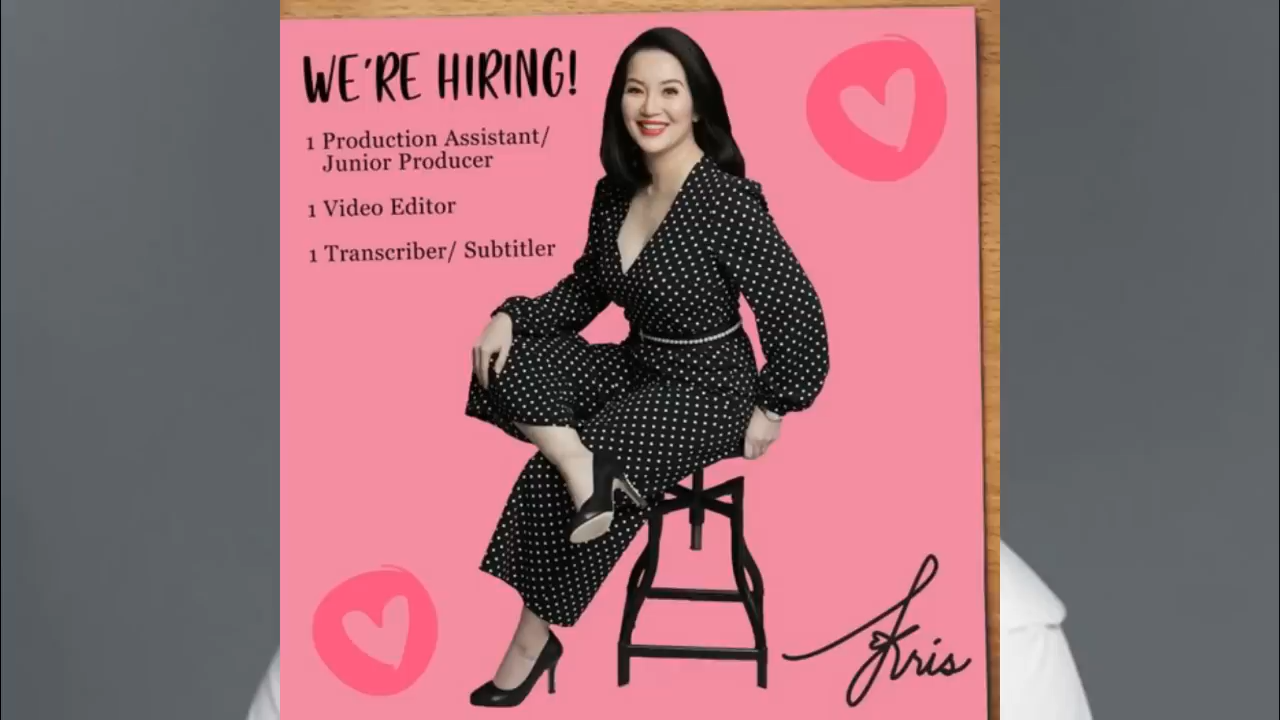 WE'RE HIRING!
1 Production Assistant/
Junior Producer
1 Video Editor
1 Transcriber/ Subtitler
Kris